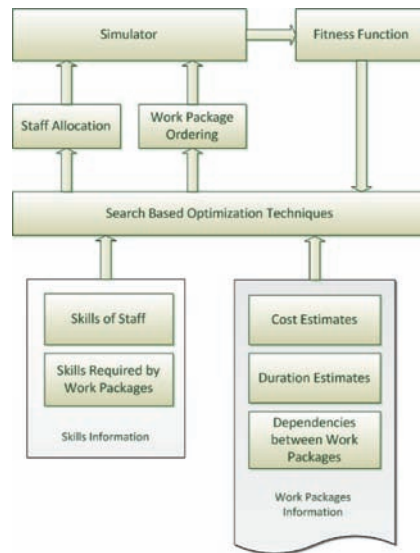 Simulator
Fitness Function
Staff Allocation
Work Package
Ordering
Search Based Optimization Techniques
Skills of Staff
Skills Required by
Work Packages
Skills Information
Cost Estimates
Duration Estimates
Dependencies
between Work
Packages
Work Packages
Information